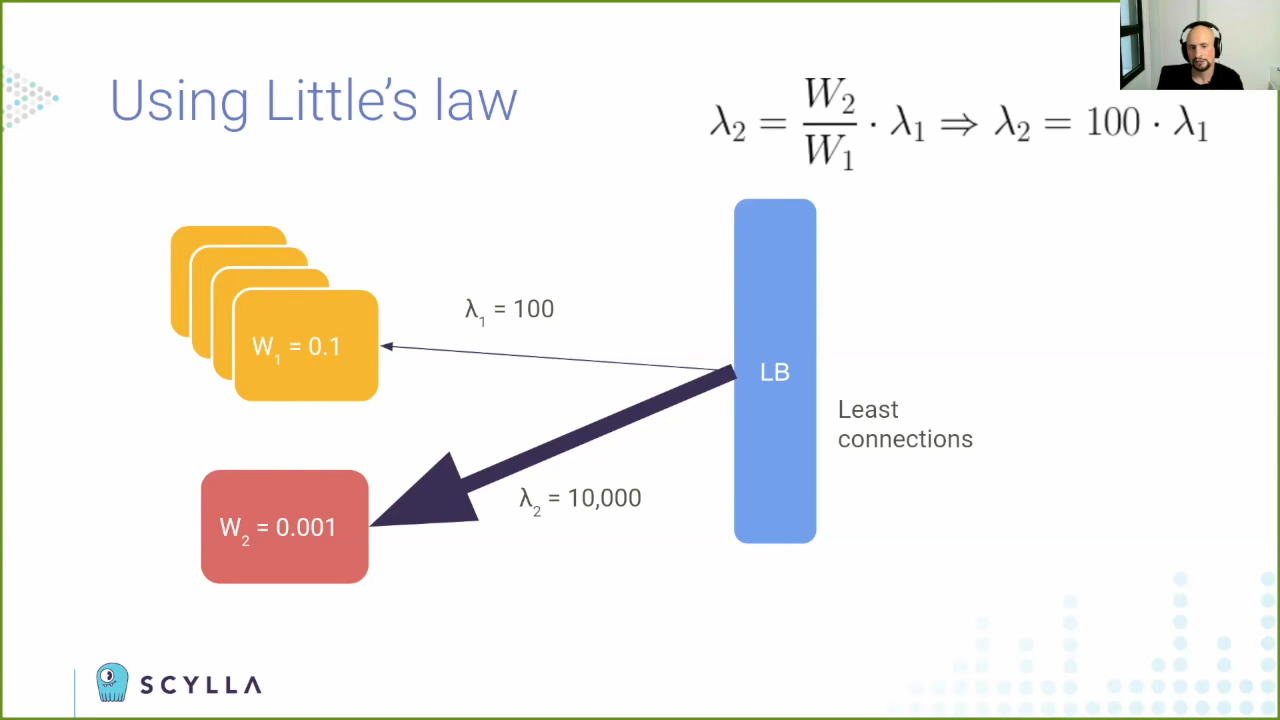 Using Little's law
λ₂ = W₂/W₁ · λ₁ ⇒ λ₂ = 100 · λ₁
λ₁ = 100
W₁ = 0.1
LB
Least
connections
λ₂ = 10,000
W₂ = 0.001
SCYLLA